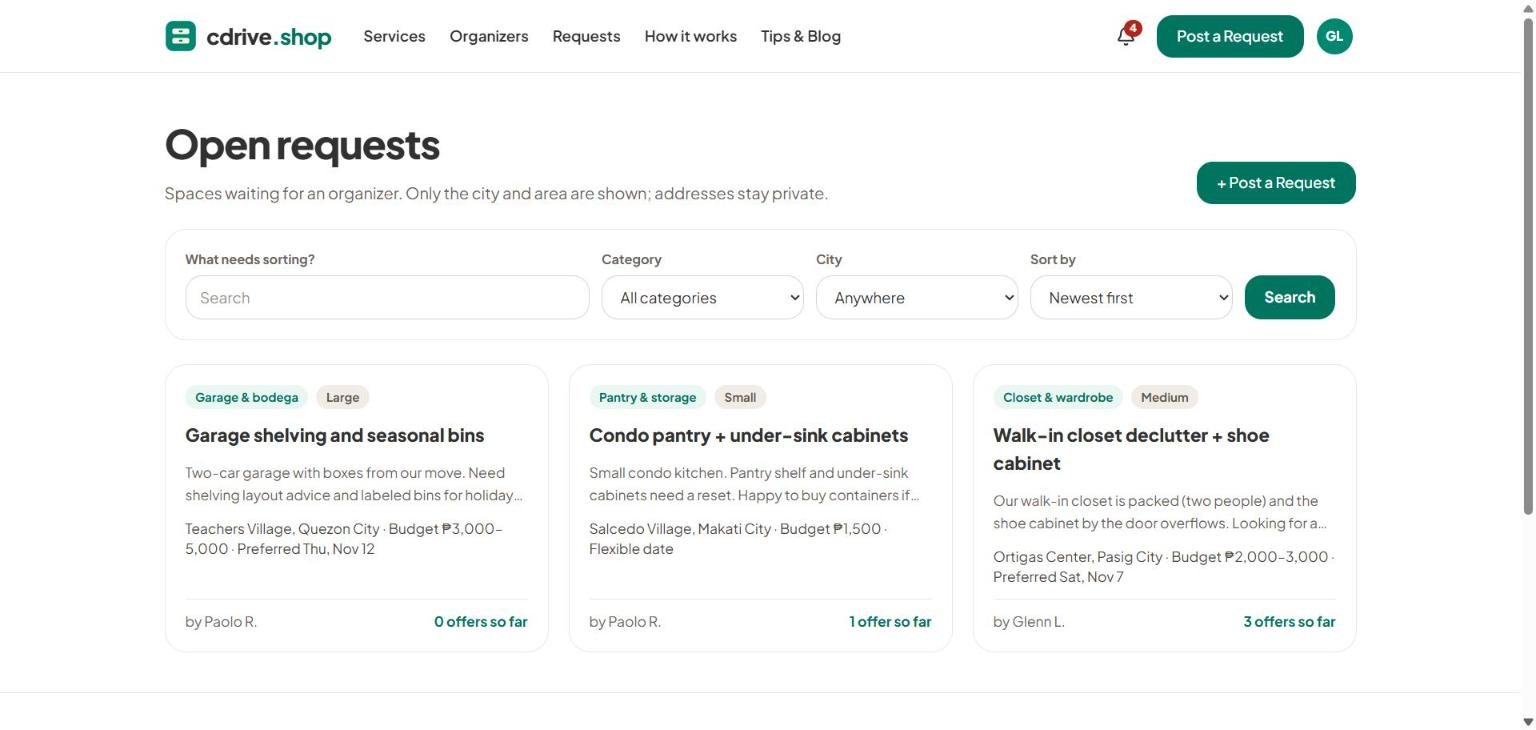 cdrive.shop Services Organizers Requests How it works Tips & Blog 4 Post a Request GL
Open requests
Spaces waiting for an organizer. Only the city and area are shown; addresses stay private.
+ Post a Request
What needs sorting? Category City Sort by
Search All categories Anywhere Newest first Search
Garage & bodega Large
Garage shelving and seasonal bins
Two-car garage with boxes from our move. Need
shelving layout advice and labeled bins for holiday...
Teachers Village, Quezon City · Budget ₱3,000–
5,000 · Preferred Thu, Nov 12
by Paolo R. 0 offers so far
Pantry & storage Small
Condo pantry + under-sink cabinets
Small condo kitchen. Pantry shelf and under-sink
cabinets need a reset. Happy to buy containers if...
Salcedo Village, Makati City · Budget ₱1,500 ·
Flexible date
by Paolo R. 1 offer so far
Closet & wardrobe Medium
Walk-in closet declutter + shoe
cabinet
Our walk-in closet is packed (two people) and the
shoe cabinet by the door overflows. Looking for a...
Ortigas Center, Pasig City · Budget ₱2,000–3,000 ·
Preferred Sat, Nov 7
by Glenn L. 3 offers so far